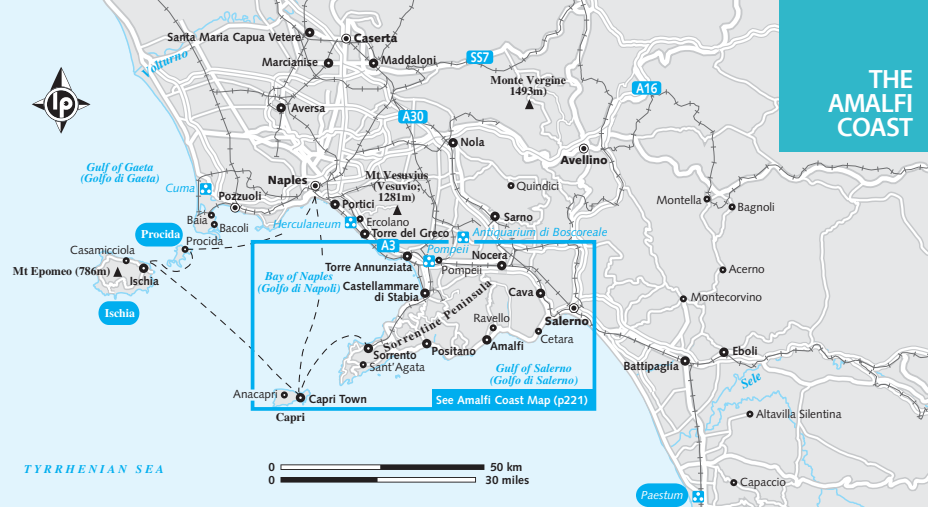 THE
AMALFI
COAST
Santa Maria Capua Vetere
Caserta
Volturno
Marcianise
Maddaloni
SS7
Monte Vergine
1493m)
A16
lp
Aversa
A30
Nola
Avellino
Gulf of Gaeta
(Golfo di Gaeta)
Cuma
Naples
Mt Vesuvius
(Vesuvio;
1281m)
Quindici
Pozzuoli
Portici
Montella
Bagnoli
Baia
Bacoli
Herculaneum
Ercolano
Sarno
Torre del Greco
Antiquarium di Boscoreale
Procida
Procida
A3
Casamicciola
Pompeii
Nocera
Mt Epomeo (786m)
Ischia
Torre Annunziata
Pompeii
Acerno
Bay of Naples
(Golfo di Napoli)
Castellammare
di Stabia
Cava
Montecorvino
Ischia
Sorrentine Peninsula
Ravello
Salerno
Cetara
Sorrento
Positano
Amalfi
Sant'Agata
Battipaglia
Eboli
Gulf of Salerno
(Golfo di Salerno)
Sele
Anacapri
Capri Town
See Amalfi Coast Map (p221)
Capri
Altavilla Silentina
TYRRHENIAN SEA
0
50 km
0
30 miles
Capaccio
Paestum